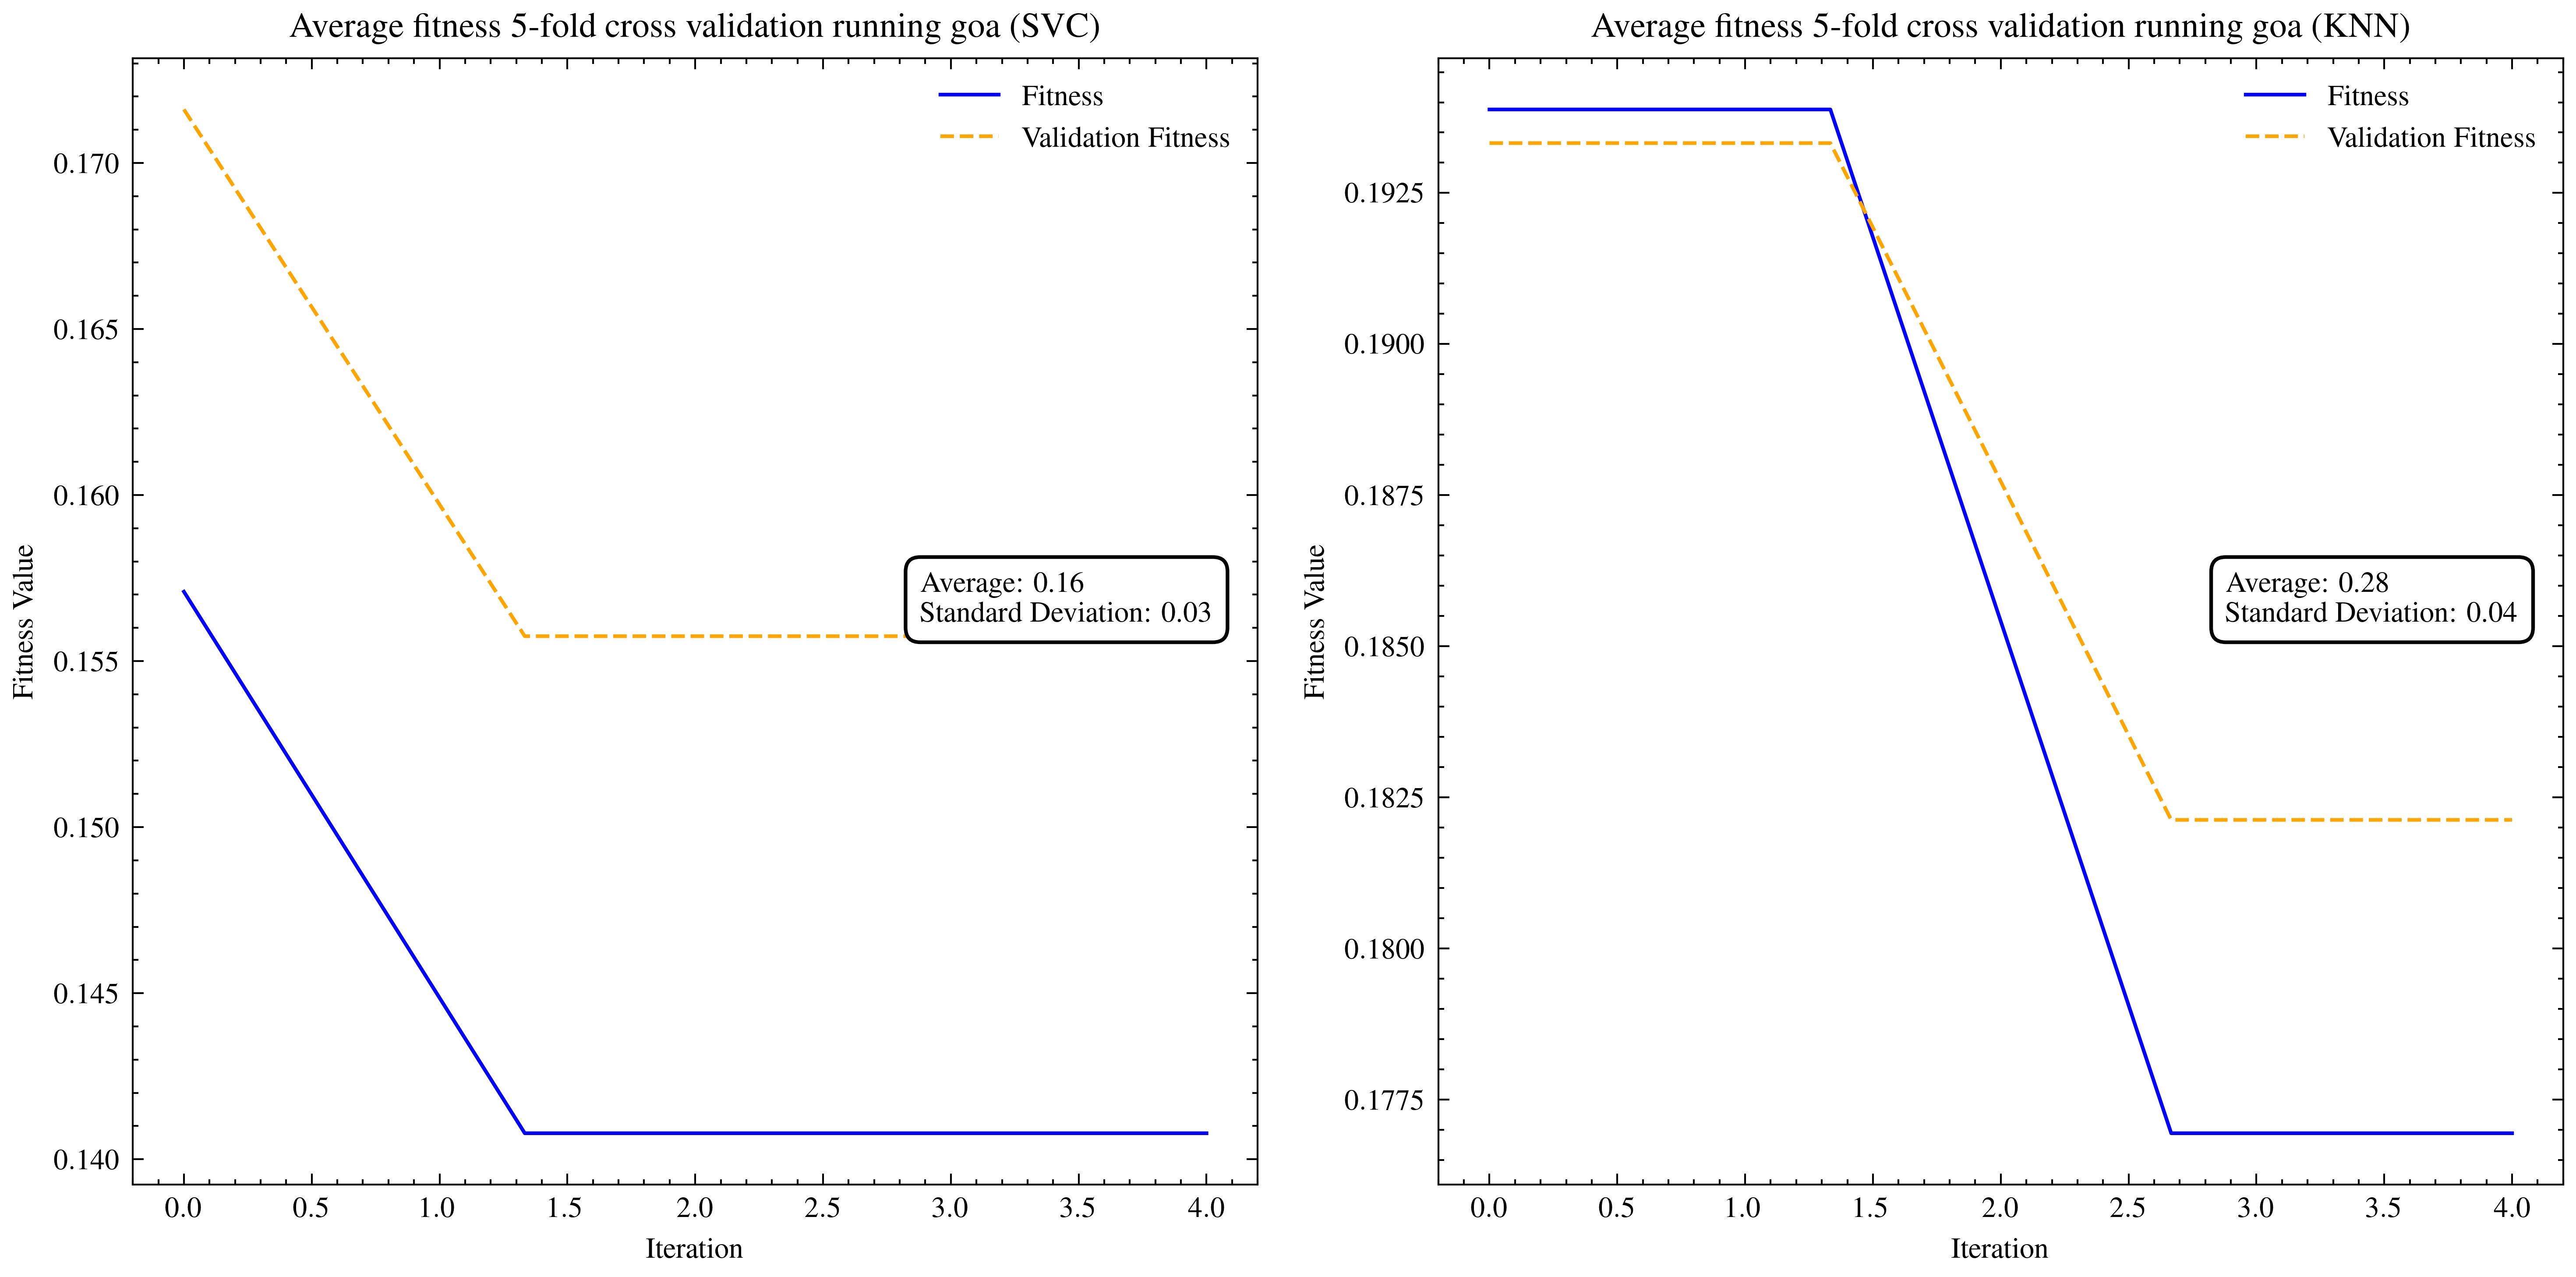 Average fitness 5-fold cross validation running goa (SVC)
Fitness
Validation Fitness
0.170
0.165
0.160
0.155
0.150
0.145
0.140
Fitness Value
Average: 0.16
Standard Deviation: 0.03
0.0 0.5 1.0 1.5 2.0 2.5 3.0 3.5 4.0
Iteration
Average fitness 5-fold cross validation running goa (KNN)
Fitness
Validation Fitness
0.1925
0.1900
0.1875
0.1850
0.1825
0.1800
0.1775
Fitness Value
Average: 0.28
Standard Deviation: 0.04
0.0 0.5 1.0 1.5 2.0 2.5 3.0 3.5 4.0
Iteration